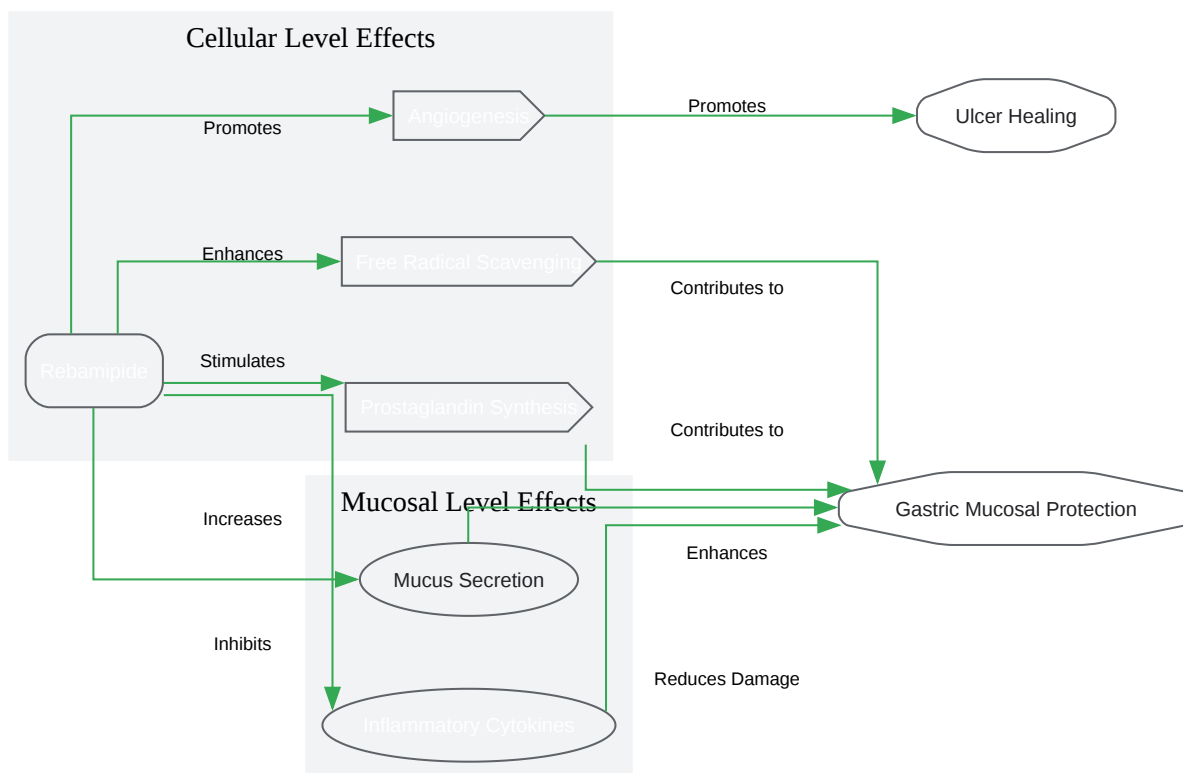 Cellular Level Effects
Angiogenesis
Promotes
Promotes
Ulcer Healing
Enhances
Free Radical Scavenging
Contributes to
Rebamipide
Stimulates
Prostaglandin Synthesis
Contributes to
Mucosal Level Effects
Increases
Gastric Mucosal Protection
Enhances
Mucus Secretion
Inhibits
Reduces Damage
Inflammatory Cytokines